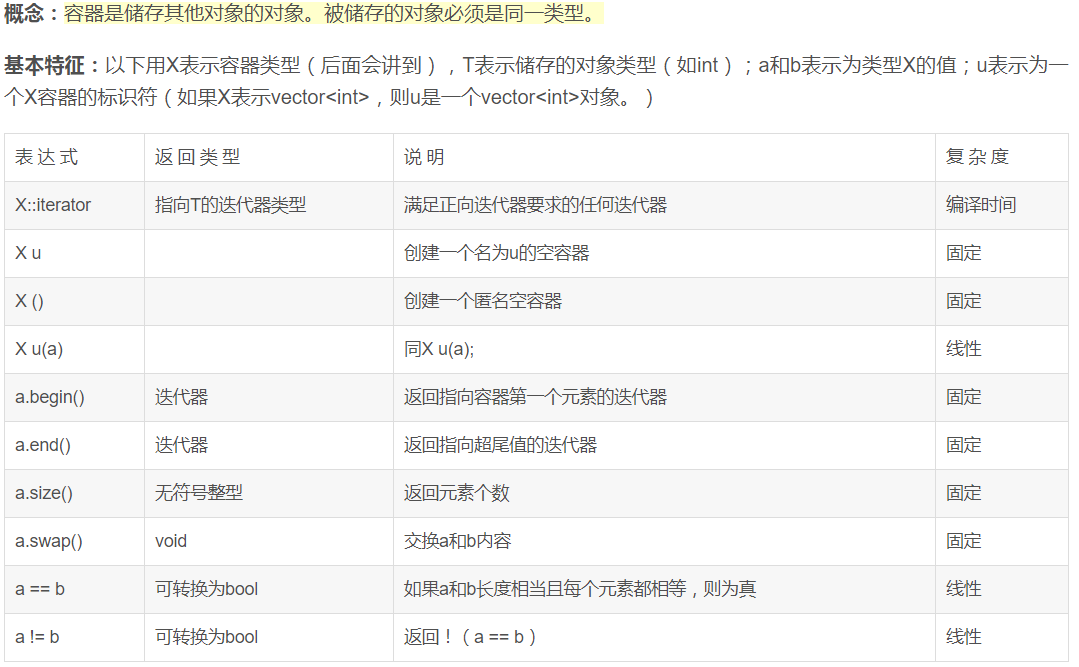 概念：容器是储存其他对象的对象。被储存的对象必须是同一类型。
基本特征：以下用X表示容器类型（后面会讲到），T表示储存的对象类型（如int）；a和b表示为类型X的值；u表示为一
个X容器的标识符（如果X表示vector<int>，则u是一个vector<int>对象。）
表 达 式 返 回 类 型 说 明 复 杂 度
X::iterator 指向T的迭代器类型 满足正向迭代器要求的任何迭代器 编译时间
X u 创建一个名为u的空容器 固定
X () 创建一个匿名空容器 固定
X u(a) 同X u(a); 线性
a.begin() 迭代器 返回指向容器第一个元素的迭代器 固定
a.end() 迭代器 返回指向超尾值的迭代器 固定
a.size() 无符号整型 返回元素个数 固定
a.swap() void 交换a和b内容 固定
a == b 可转换为bool 如果a和b长度相当且每个元素都相等，则为真 线性
a != b 可转换为bool 返回！（a == b ） 线性